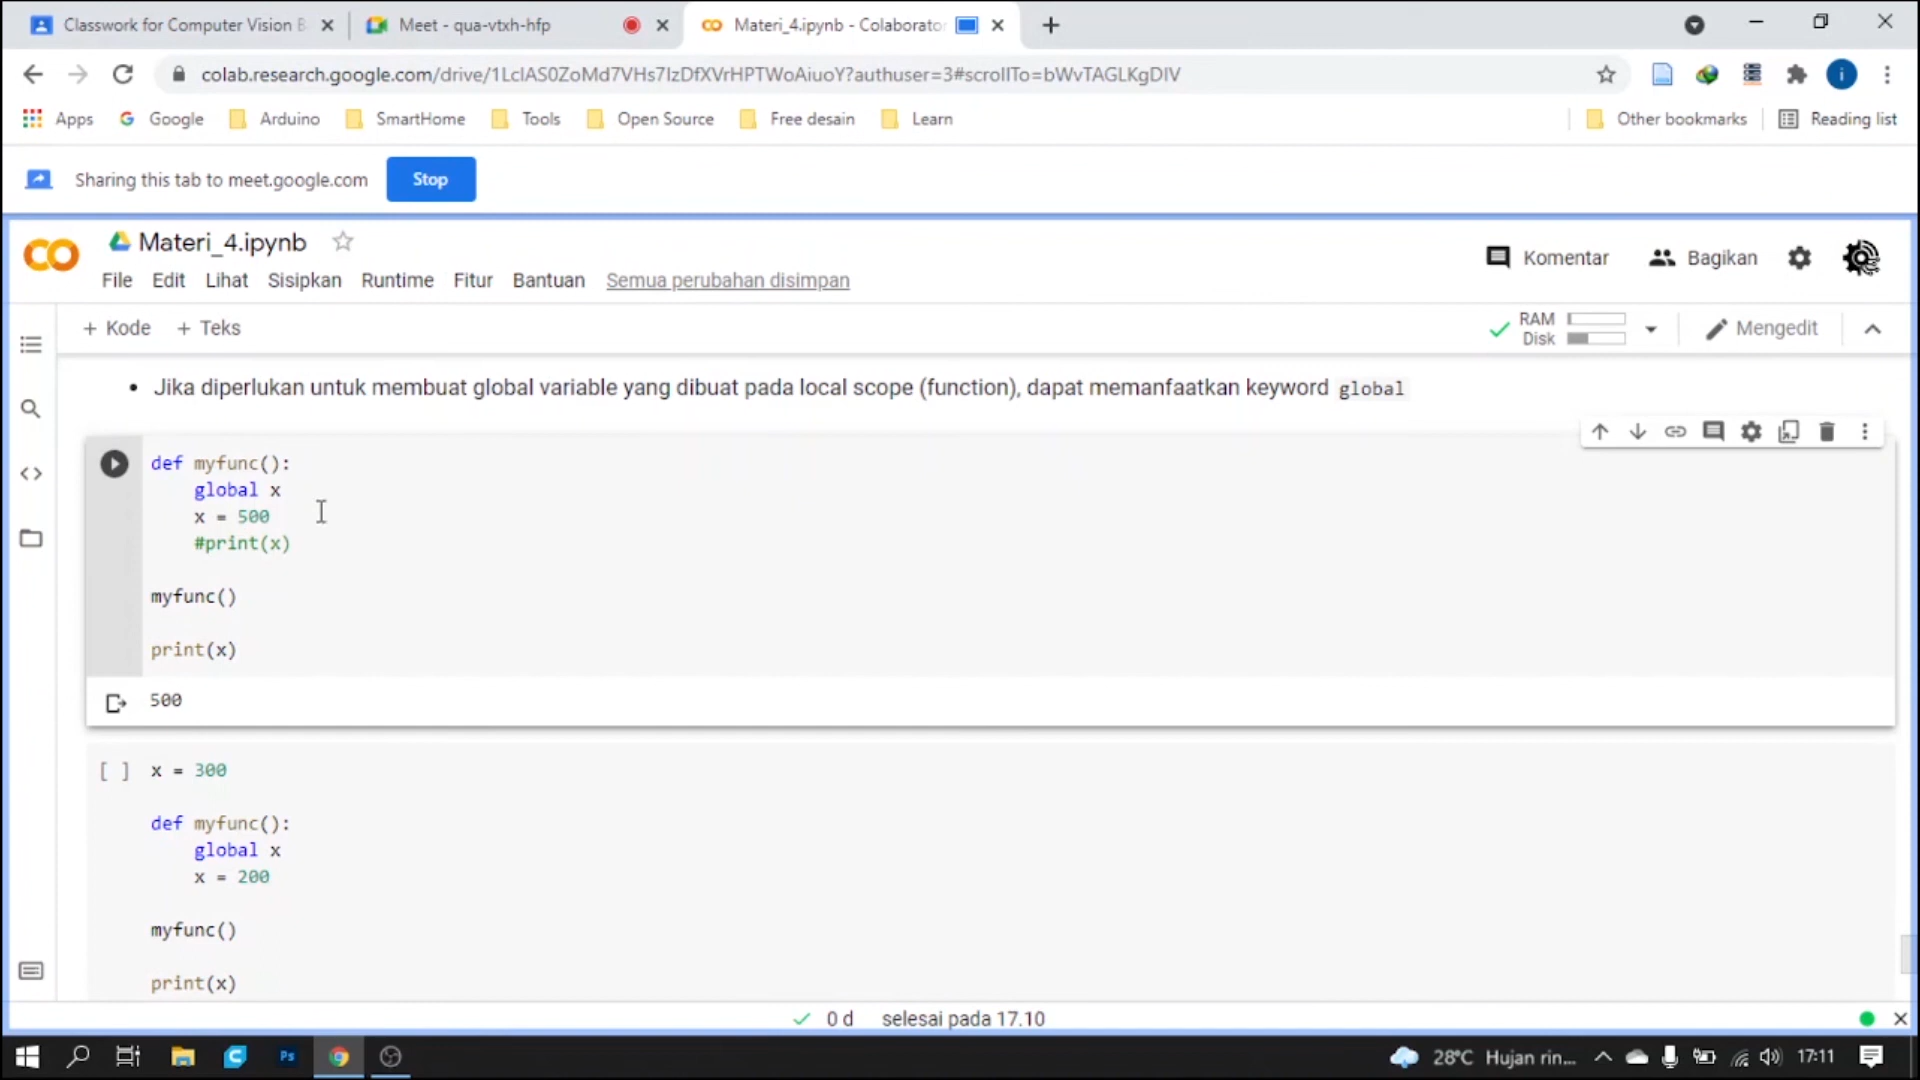 Classwork for Computer Vision B
Meet - qua-vtxh-hfp
Materi_4.ipynb - Colaborator
colab.research.google.com/drive/1LclAS0ZoMd7VHs7IzDfXVrHPTWoAiuoY?authuser=3#scrollTo=bWvTAGLKgDIV
Apps Google Arduino SmartHome Tools Open Source Free desain Learn Other bookmarks Reading list
Sharing this tab to meet.google.com Stop
Materi_4.ipynb
Komentar Bagikan
File Edit Lihat Sisipkan Runtime Fitur Bantuan Semua perubahan disimpan
+ Kode + Teks
RAM
Disk
Mengedit
• Jika diperlukan untuk membuat global variable yang dibuat pada local scope (function), dapat memanfaatkan keyword global
def myfunc():
    global x
    x = 500
    #print(x)
myfunc()
print(x)
500
[ ] x = 300
def myfunc():
    global x
    x = 200
myfunc()
print(x)
0 d selesai pada 17.10
Ps
28°C Hujan rin...
17:11